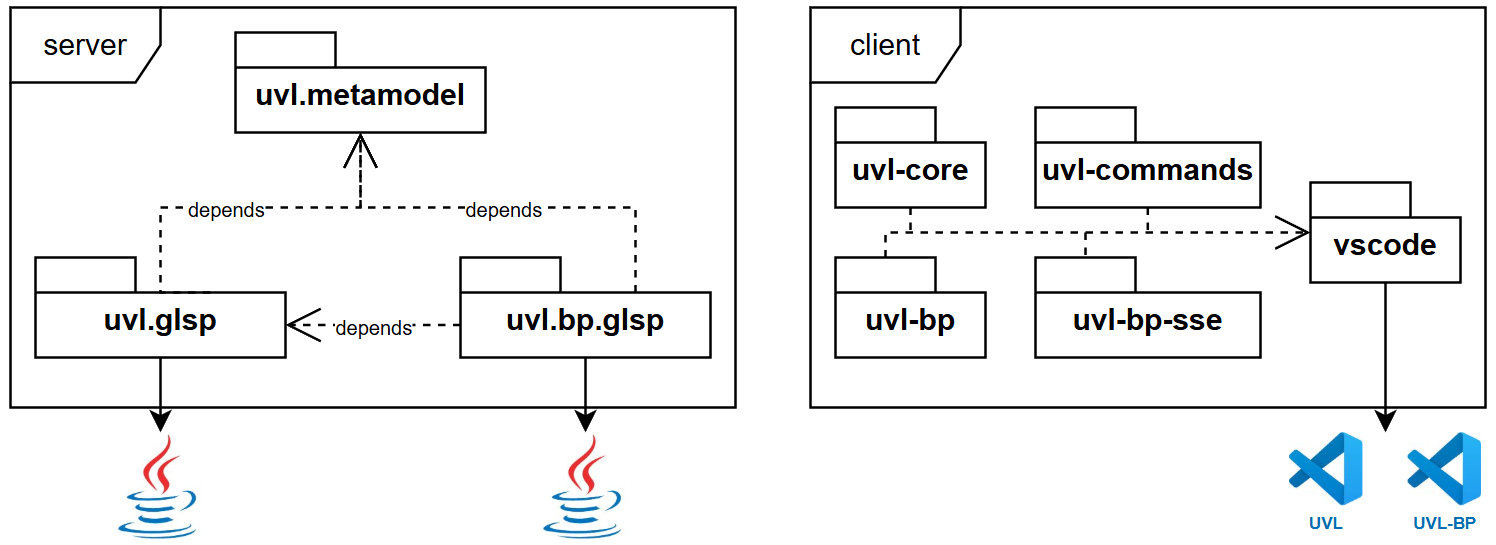 server
uvl.metamodel
depends
depends
uvl.glsp
depends
uvl.bp.glsp
client
uvl-core
uvl-commands
vscode
uvl-bp
uvl-bp-sse
UVL
UVL-BP